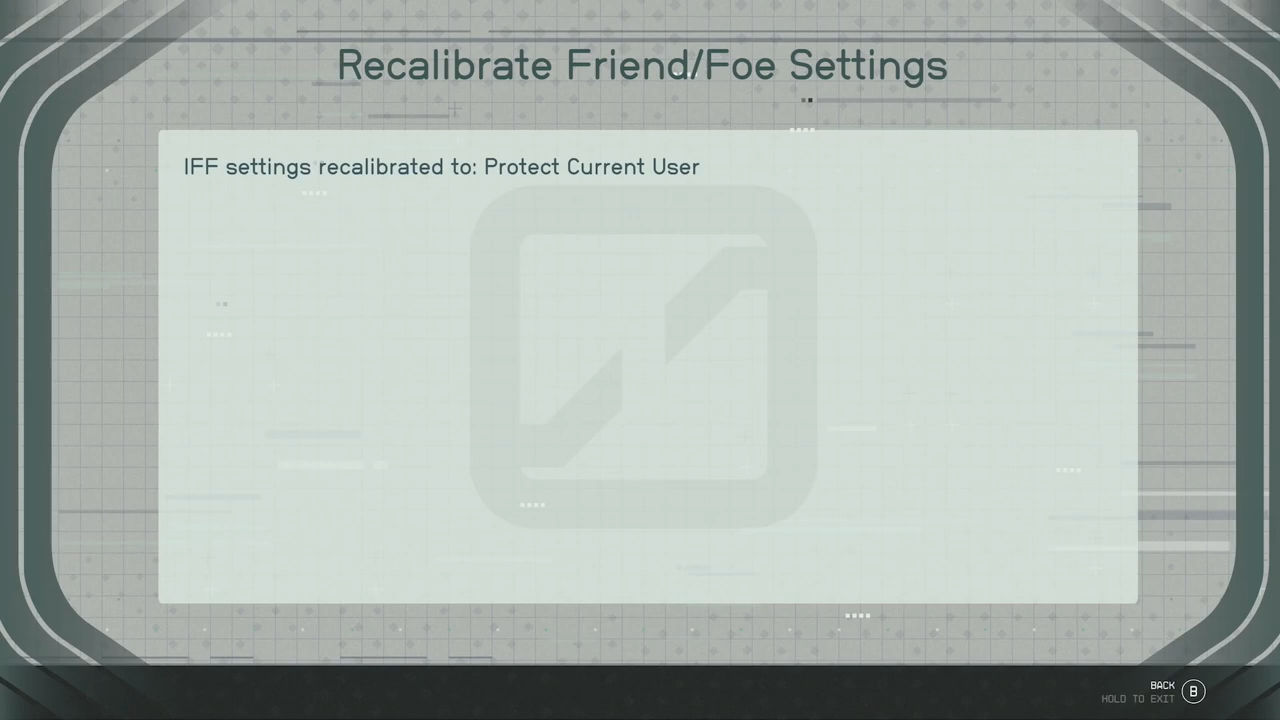 Recalibrate Friend/Foe Settings
IFF settings recalibrated to: Protect Current User
BACK
HOLD TO EXIT
B